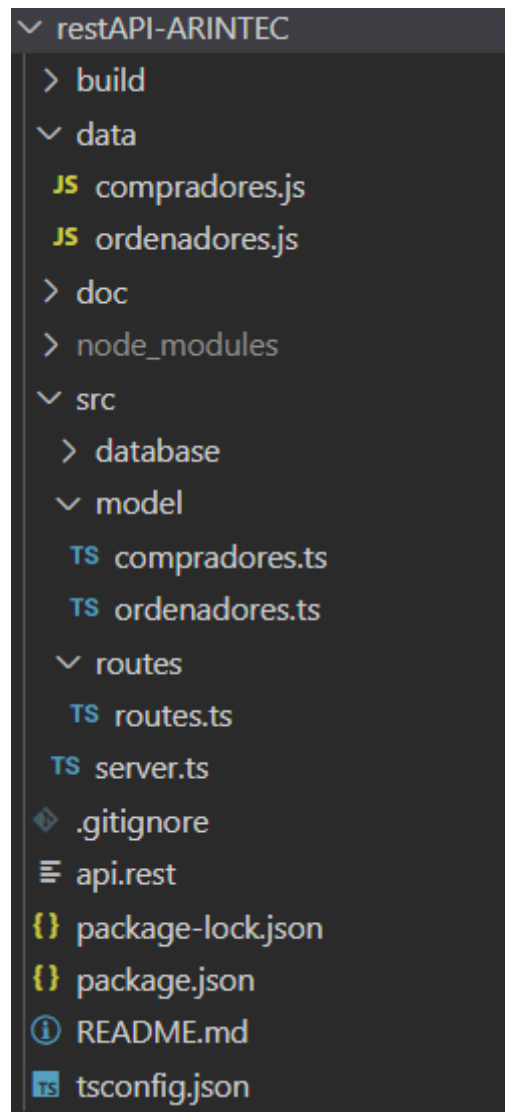 restAPI-ARINTEC
build
data
JS compradores.js
JS ordenadores.js
doc
node_modules
src
database
model
TS compradores.ts
TS ordenadores.ts
routes
TS routes.ts
TS server.ts
.gitignore
api.rest
{} package-lock.json
{} package.json
README.md
TS tsconfig.json